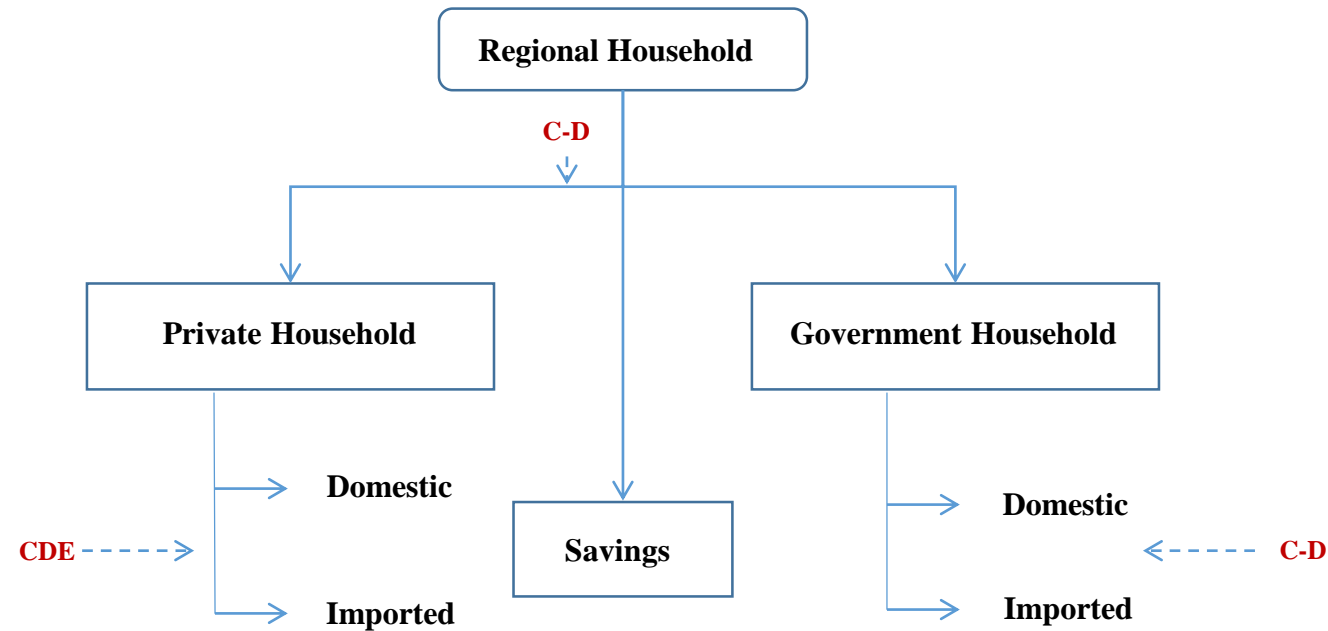 Regional Household
C-D
Private Household
Government Household
Domestic
Domestic
Savings
CDE
C-D
Imported
Imported